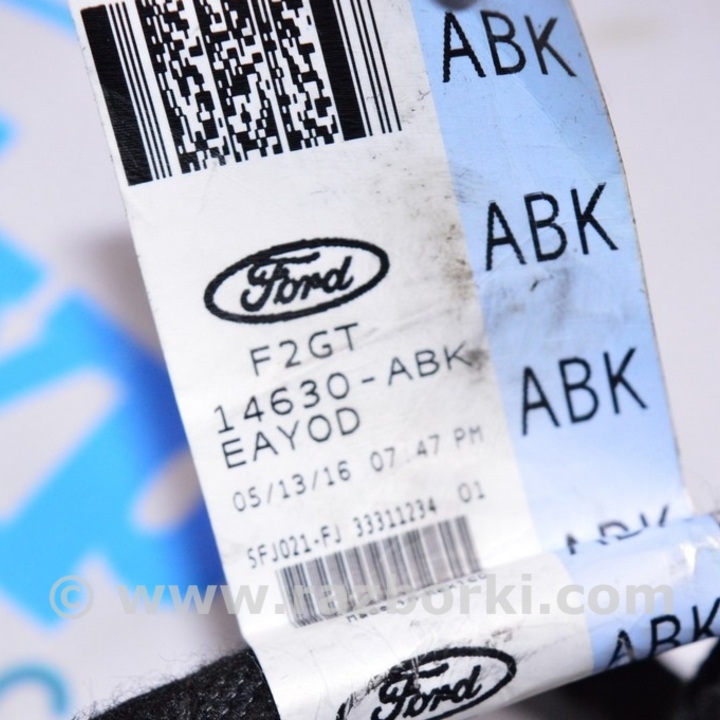 ABK
ABK
Ford
F2GT
14630-ABK
EAYOD
ABK
05/13/16 07:47 PM
SFJ021-FJ 33311234 01
ABK
© www.razborki.com
ABK
Ford